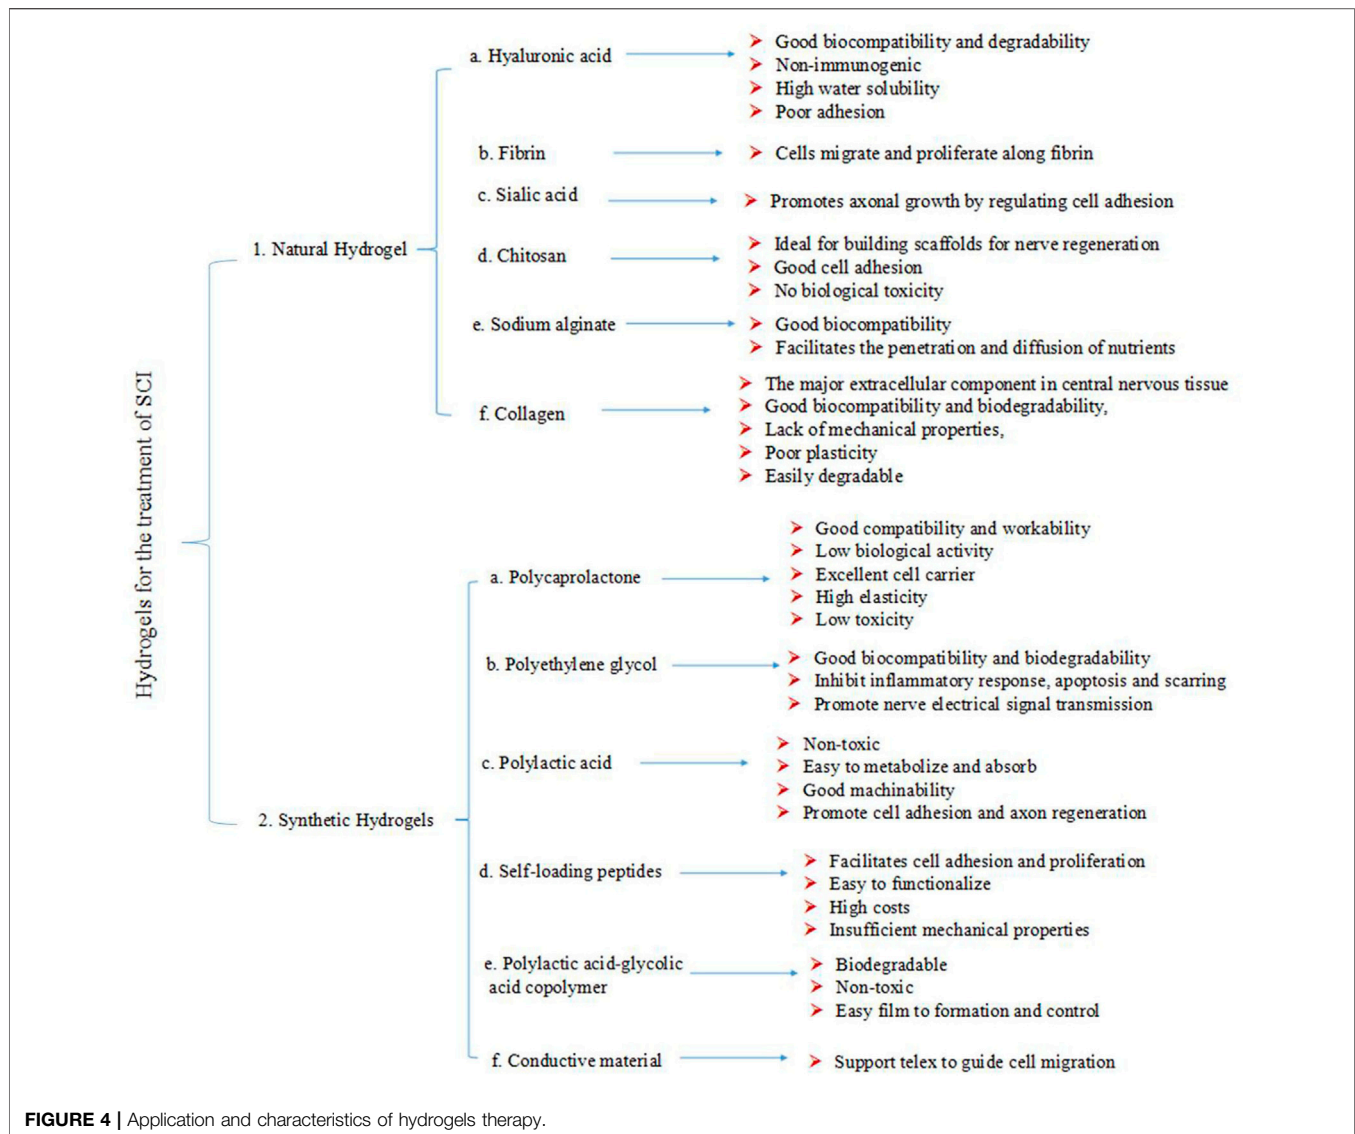 Hydrogels for the treatment of SCI
1. Natural Hydrogel
a. Hyaluronic acid
Good biocompatibility and degradability
Non-immunogenic
High water solubility
Poor adhesion
b. Fibrin
Cells migrate and proliferate along fibrin
c. Sialic acid
Promotes axonal growth by regulating cell adhesion
d. Chitosan
Ideal for building scaffolds for nerve regeneration
Good cell adhesion
No biological toxicity
e. Sodium alginate
Good biocompatibility
Facilitates the penetration and diffusion of nutrients
f. Collagen
The major extracellular component in central nervous tissue
Good biocompatibility and biodegradability,
Lack of mechanical properties,
Poor plasticity
Easily degradable
2. Synthetic Hydrogels
a. Polycaprolactone
Good compatibility and workability
Low biological activity
Excellent cell carrier
High elasticity
Low toxicity
b. Polyethylene glycol
Good biocompatibility and biodegradability
Inhibit inflammatory response, apoptosis and scarring
Promote nerve electrical signal transmission
c. Polylactic acid
Non-toxic
Easy to metabolize and absorb
Good machinability
Promote cell adhesion and axon regeneration
d. Self-loading peptides
Facilitates cell adhesion and proliferation
Easy to functionalize
High costs
Insufficient mechanical properties
e. Polylactic acid-glycolic
acid copolymer
Biodegradable
Non-toxic
Easy film to formation and control
f. Conductive material
Support telex to guide cell migration
FIGURE 4 | Application and characteristics of hydrogels therapy.